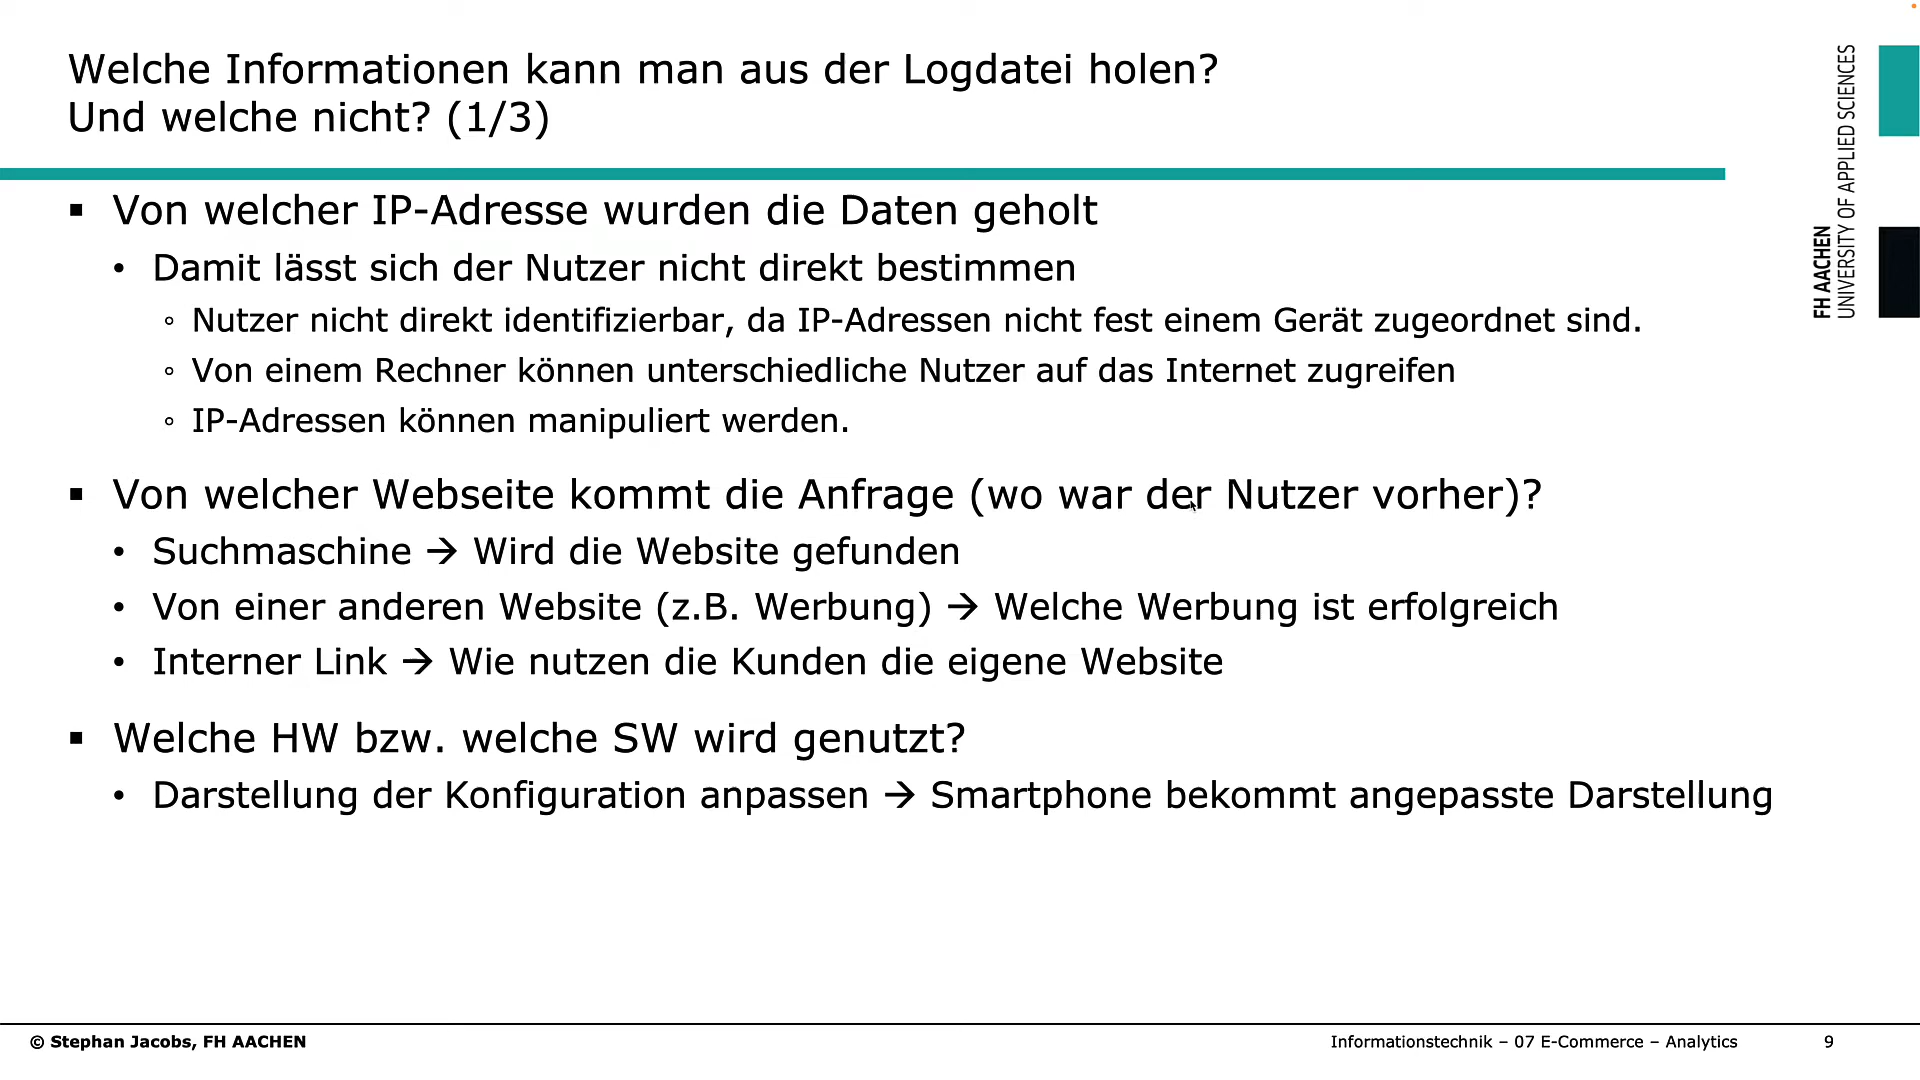 Welche Informationen kann man aus der Logdatei holen?
Und welche nicht? (1/3)
▪ Von welcher IP-Adresse wurden die Daten geholt
• Damit lässt sich der Nutzer nicht direkt bestimmen
◦ Nutzer nicht direkt identifizierbar, da IP-Adressen nicht fest einem Gerät zugeordnet sind.
◦ Von einem Rechner können unterschiedliche Nutzer auf das Internet zugreifen
◦ IP-Adressen können manipuliert werden.
▪ Von welcher Webseite kommt die Anfrage (wo war der Nutzer vorher)?
• Suchmaschine → Wird die Website gefunden
• Von einer anderen Website (z.B. Werbung) → Welche Werbung ist erfolgreich
• Interner Link → Wie nutzen die Kunden die eigene Website
▪ Welche HW bzw. welche SW wird genutzt?
• Darstellung der Konfiguration anpassen → Smartphone bekommt angepasste Darstellung
FH AACHEN
UNIVERSITY OF APPLIED SCIENCES
© Stephan Jacobs, FH AACHEN
Informationstechnik – 07 E-Commerce – Analytics
9